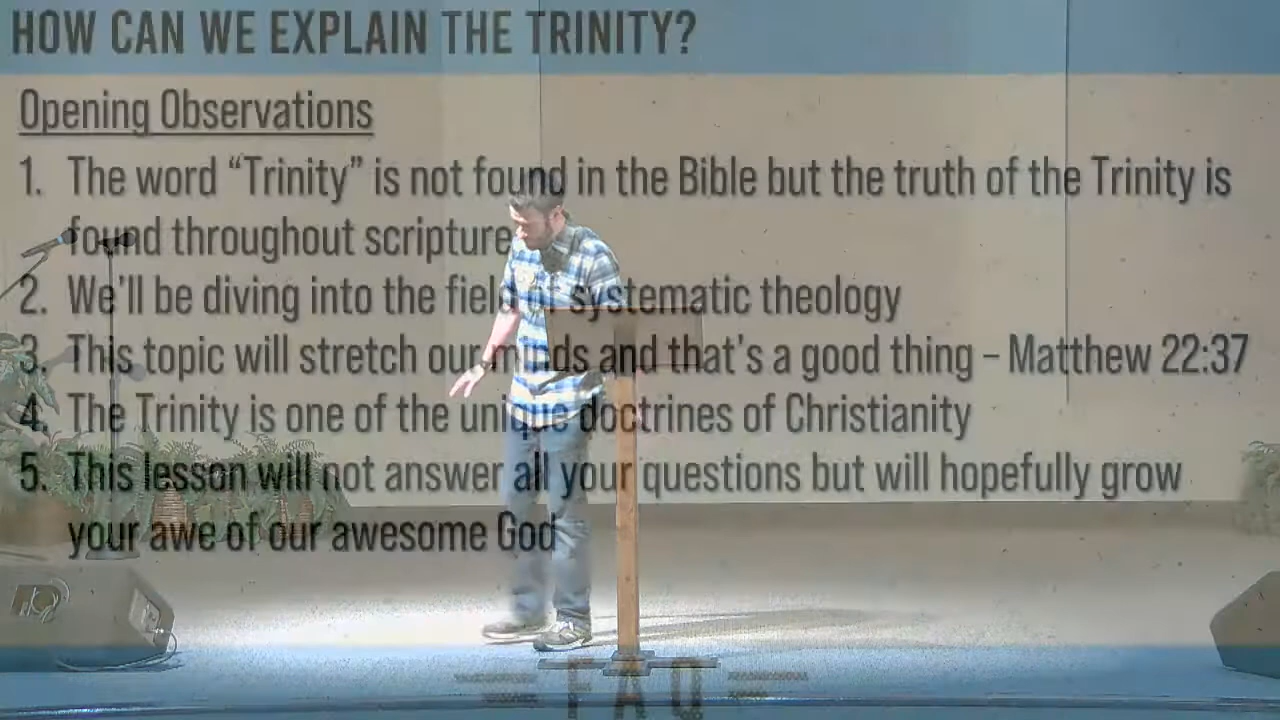 HOW CAN WE EXPLAIN THE TRINITY?
Opening Observations
1. The word “Trinity” is not found in the Bible but the truth of the Trinity is
found throughout scripture
2. We'll be diving into the field of systematic theology
3. This topic will stretch our minds and that's a good thing – Matthew 22:37
4. The Trinity is one of the unique doctrines of Christianity
5. This lesson will not answer all your questions but will hopefully grow
your awe of our awesome God
FAQ